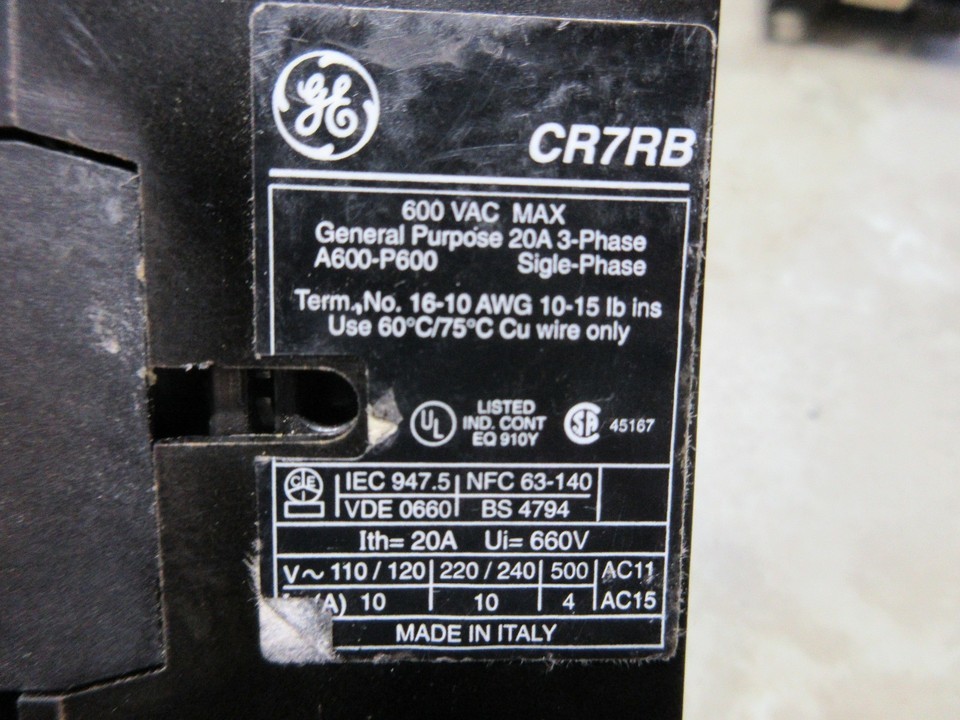 GE
CR7RB
600 VAC MAX
General Purpose 20A 3-Phase
A600-P600 Sigle-Phase
Term., No. 16-10 AWG 10-15 lb ins
Use 60°C/75°C Cu wire only
UL LISTED
IND. CONT
EQ 910Y
SA 45167
IEC 947.5 NFC 63-140
VDE 0660 BS 4794
Ith= 20A Ui= 660V
V~ 110 / 120 220 / 240 500 AC11
(A) 10 10 4 AC15
MADE IN ITALY